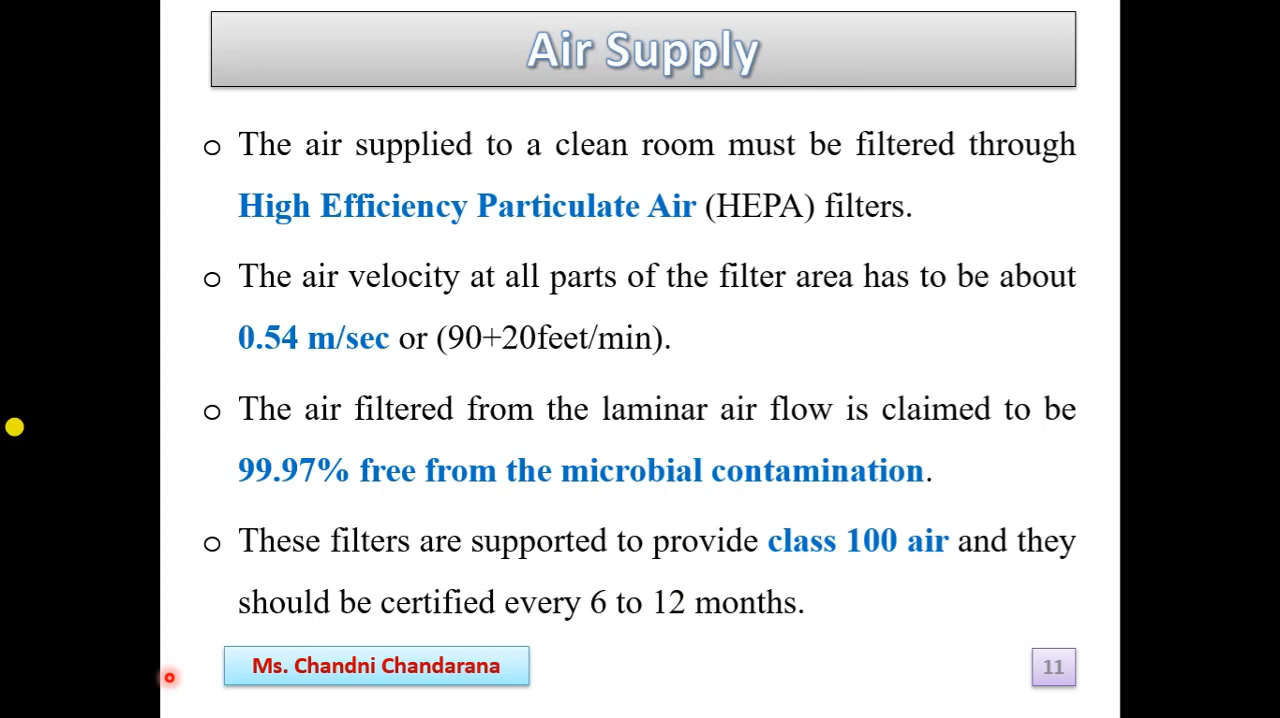 Air Supply
The air supplied to a clean room must be filtered through
High Efficiency Particulate Air (HEPA) filters.
The air velocity at all parts of the filter area has to be about
0.54 m/sec or (90+20feet/min).
The air filtered from the laminar air flow is claimed to be
99.97% free from the microbial contamination.
These filters are supported to provide class 100 air and they
should be certified every 6 to 12 months.
Ms. Chandni Chandarana
11